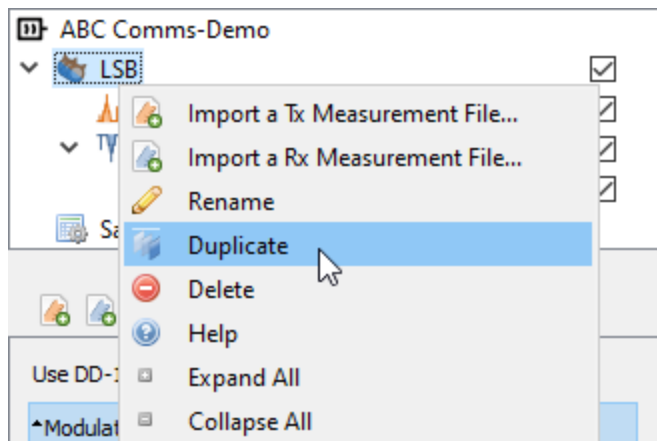 ABC Comms-Demo
LSB
Import a Tx Measurement File...
Import a Rx Measurement File...
Rename
Duplicate
Delete
Help
Expand All
Use
Collapse All